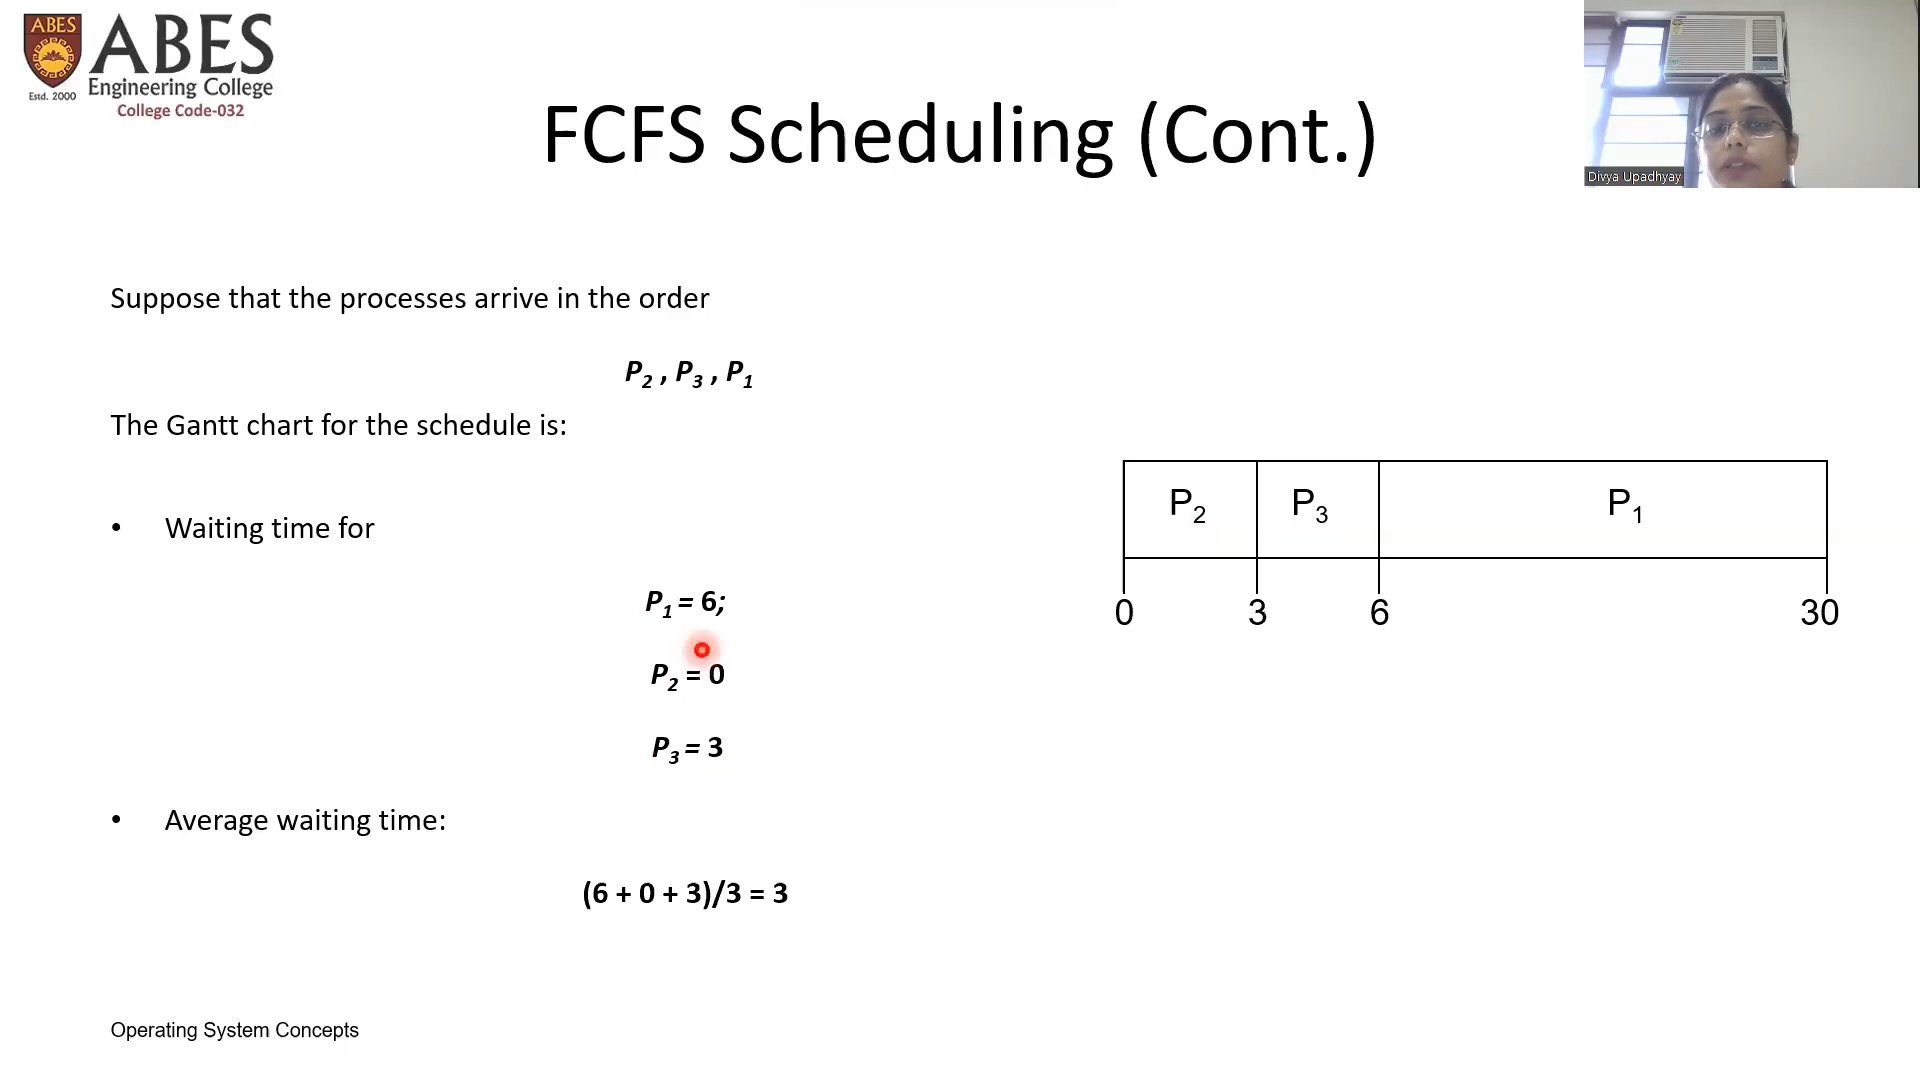 ABES
ABES
Engineering College
Estd. 2000
College Code-032
FCFS Scheduling (Cont.)
Divya Upadhyay
Suppose that the processes arrive in the order
P2 , P3 , P1
The Gantt chart for the schedule is:
P2 P3 P1
0 3 6 30
• Waiting time for
P1 = 6;
P2 = 0
P3 = 3
• Average waiting time:
(6 + 0 + 3)/3 = 3
Operating System Concepts